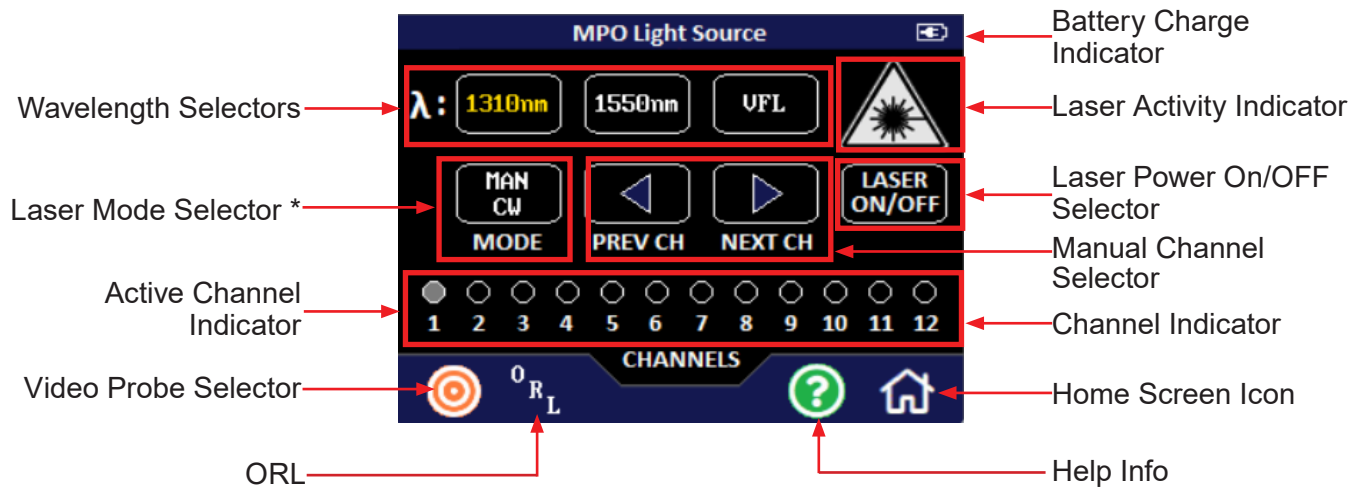 MPO Light Source
Battery Charge
Indicator
Wavelength Selectors
λ: 1310nm 1550nm VFL
Laser Activity Indicator
Laser Mode Selector *
MAN
CW
MODE
PREV CH NEXT CH
LASER
ON/OFF
Laser Power On/OFF
Selector
Manual Channel
Selector
Active Channel
Indicator
1 2 3 4 5 6 7 8 9 10 11 12
Channel Indicator
CHANNELS
Video Probe Selector
ORL
?
Home Screen Icon
ORL
Help Info